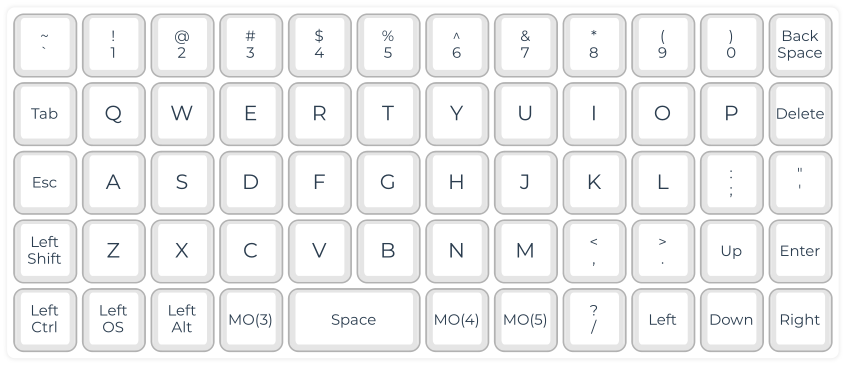 ~ ! @ # $ % ^ & * ( ) Back
` 1 2 3 4 5 6 7 8 9 0 Space
Tab Q W E R T Y U I O P Delete
Esc A S D F G H J K L : "
; '
Left Z X C V B N M < > Up Enter
Shift , .
Left Left Left MO(3) Space MO(4) MO(5) ? Left Down Right
Ctrl OS Alt /